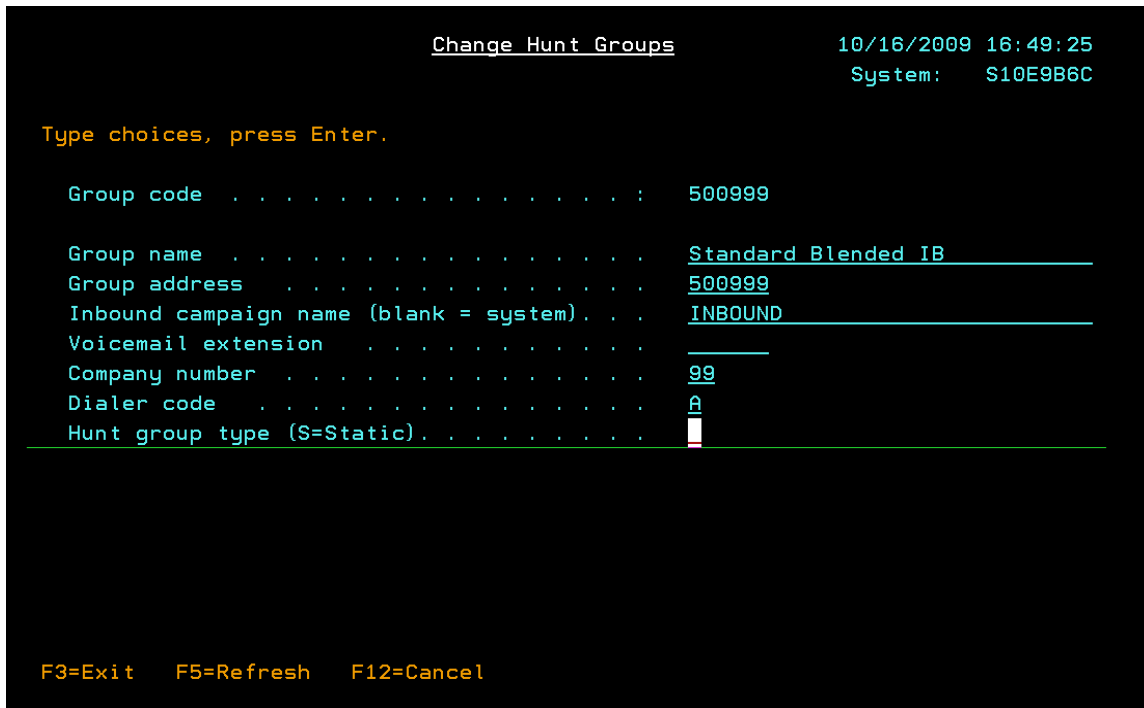 Change Hunt Groups 10/16/2009 16:49:25
System: S10E9B6C
Type choices, press Enter.
Group code . . . . . . . . . . . . . . . . : 500999
Group name . . . . . . . . . . . . . . . . Standard Blended IB
Group address . . . . . . . . . . . . . . 500999
Inbound campaign name (blank = system). . . INBOUND
Voicemail extension . . . . . . . . . . .
Company number . . . . . . . . . . . . . . 99
Dialer code . . . . . . . . . . . . . . . A
Hunt group type (S=Static). . . . . . . . .
F3=Exit F5=Refresh F12=Cancel